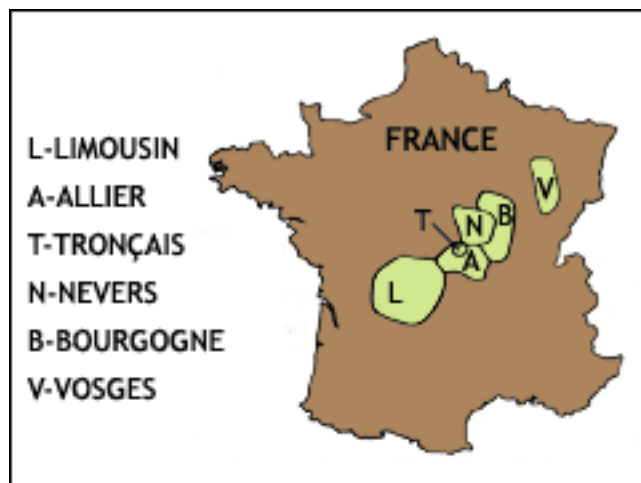 L-LIMOUSIN
A-ALLIER
T-TRONÇAIS
N-NEVERS
B-BOURGOGNE
V-VOSGES
FRANCE
V
B
T
N
A
L